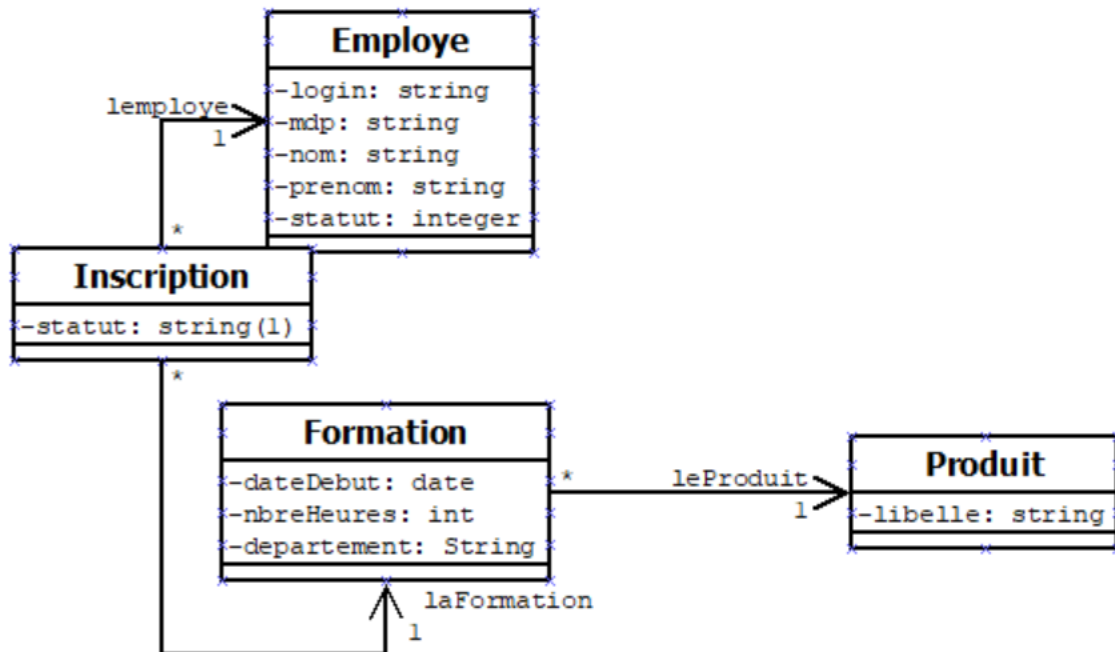 Employe
-login: string
-mdp: string
-nom: string
-prenom: string
-statut: integer
lemploye
1
*
Inscription
-statut: string(1)
*
Formation
-dateDebut: date
-nbreHeures: int
-departement: String
*
leProduit
1
Produit
-libelle: string
laFormation
1